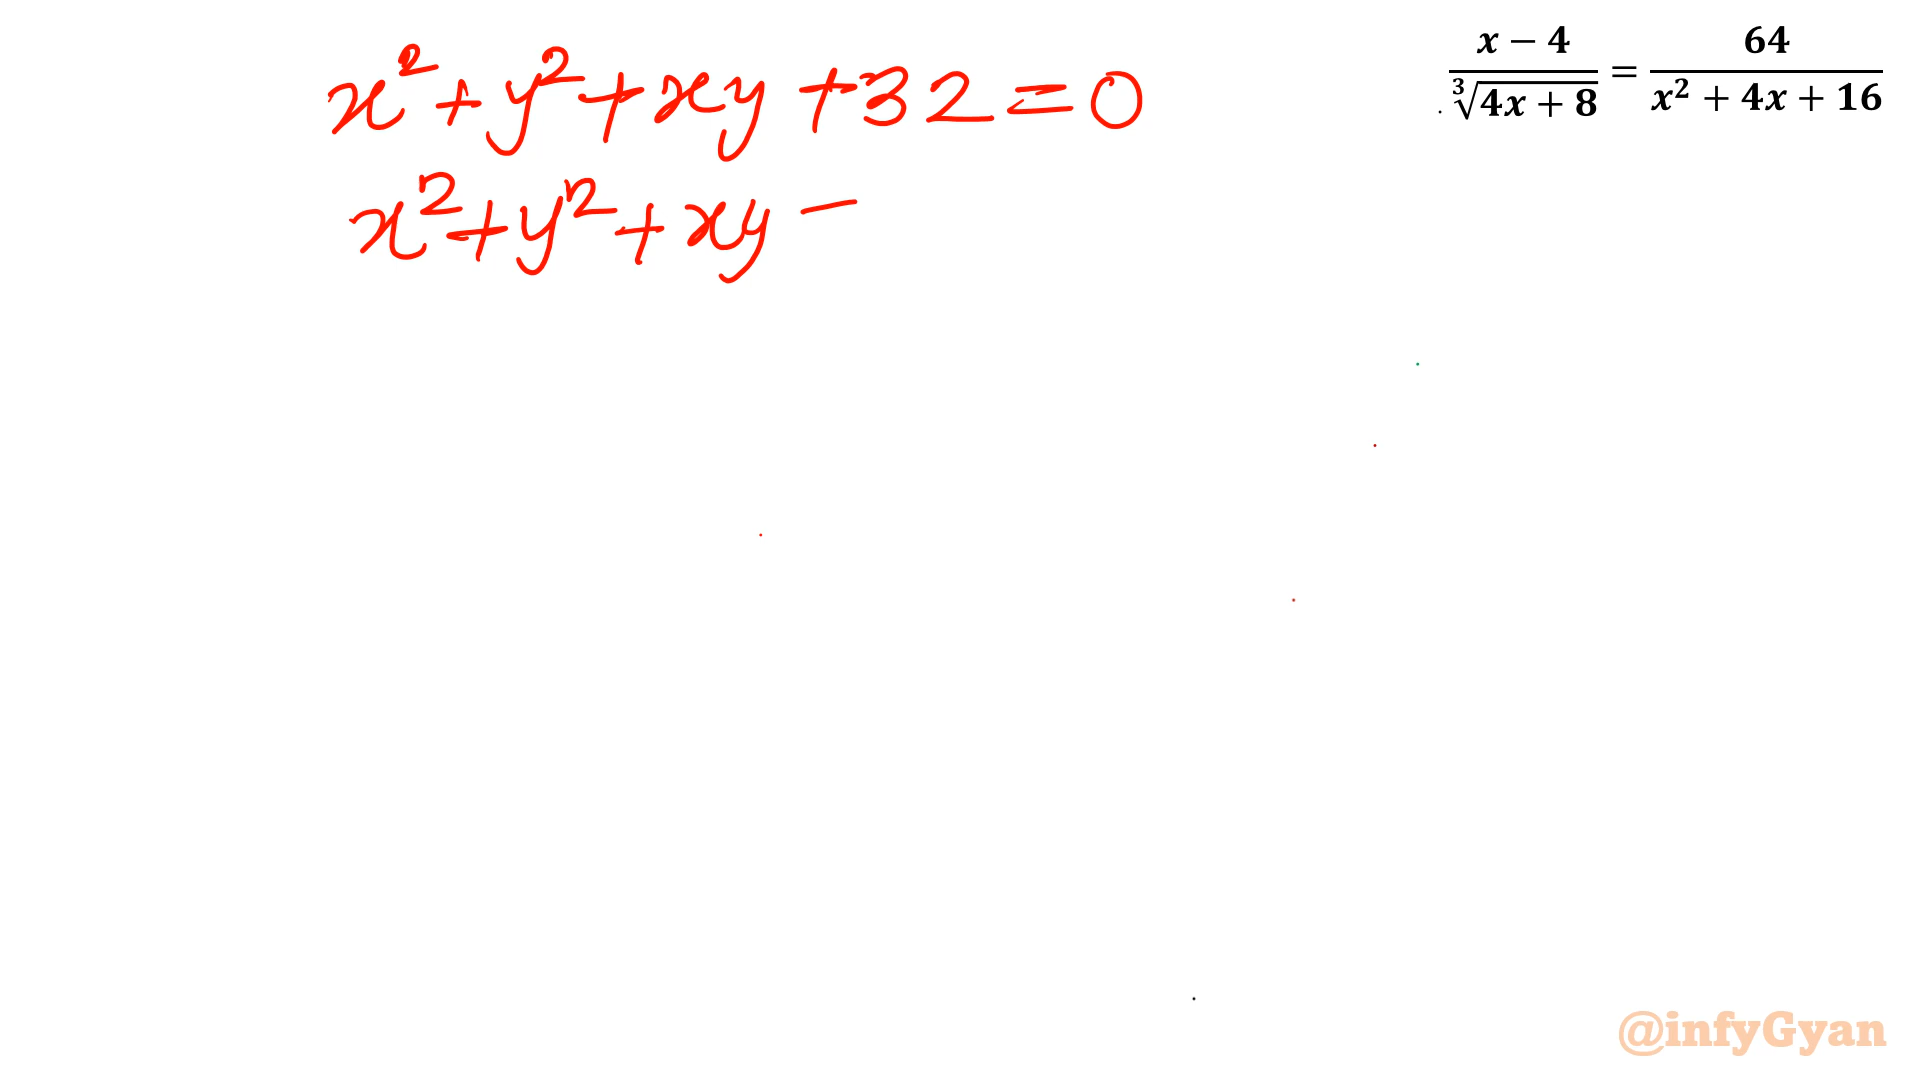 x² + y² + xy + 32 = 0
x² + y² + xy −
(x − 4)/∛(4x + 8) = 64/(x² + 4x + 16)
@infyGyan